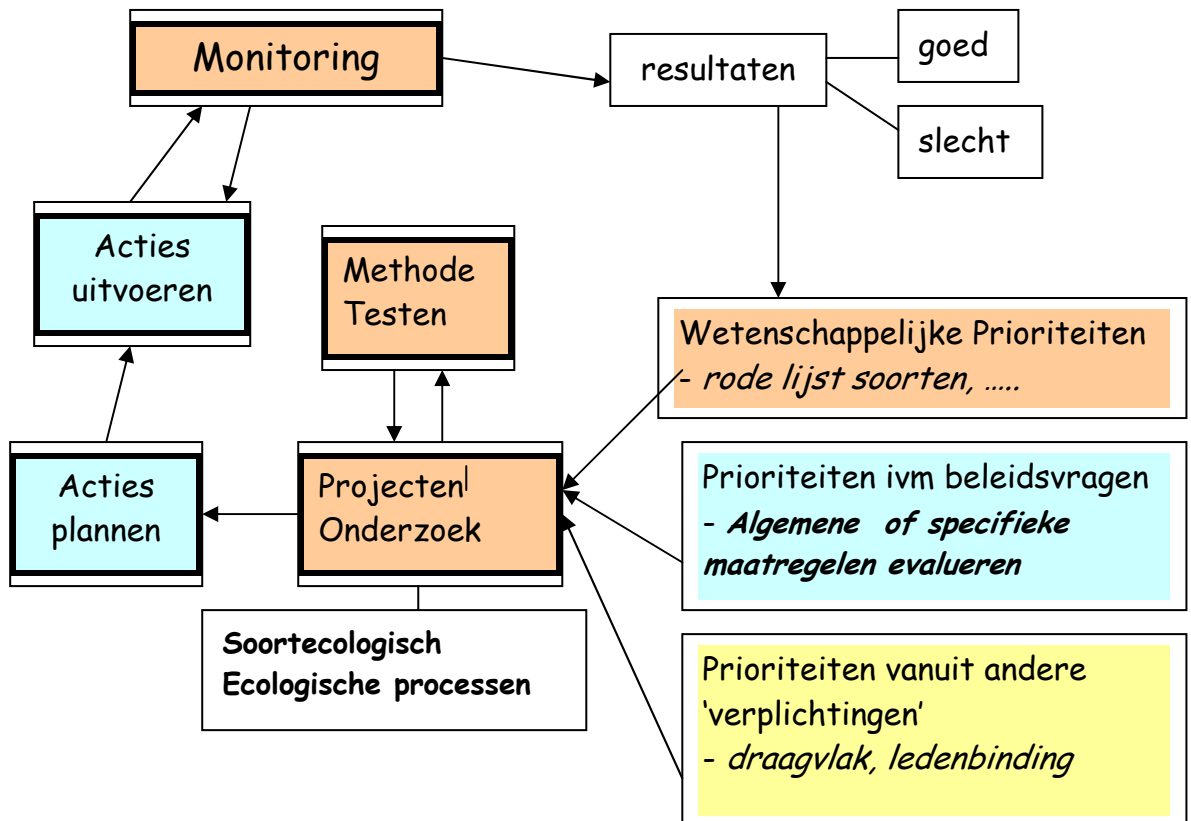 Monitoring
resultaten
goed
slecht
Acties
uitvoeren
Methode
Testen
Wetenschappelijke Prioriteiten
- rode lijst soorten, .....
Acties
plannen
Projecten
Onderzoek
Prioriteiten ivm beleidsvragen
- Algemene of specifieke
maatregelen evalueren
Soortecologisch
Ecologische processen
Prioriteiten vanuit andere
‘verplichtingen’
- draagvlak, ledenbinding